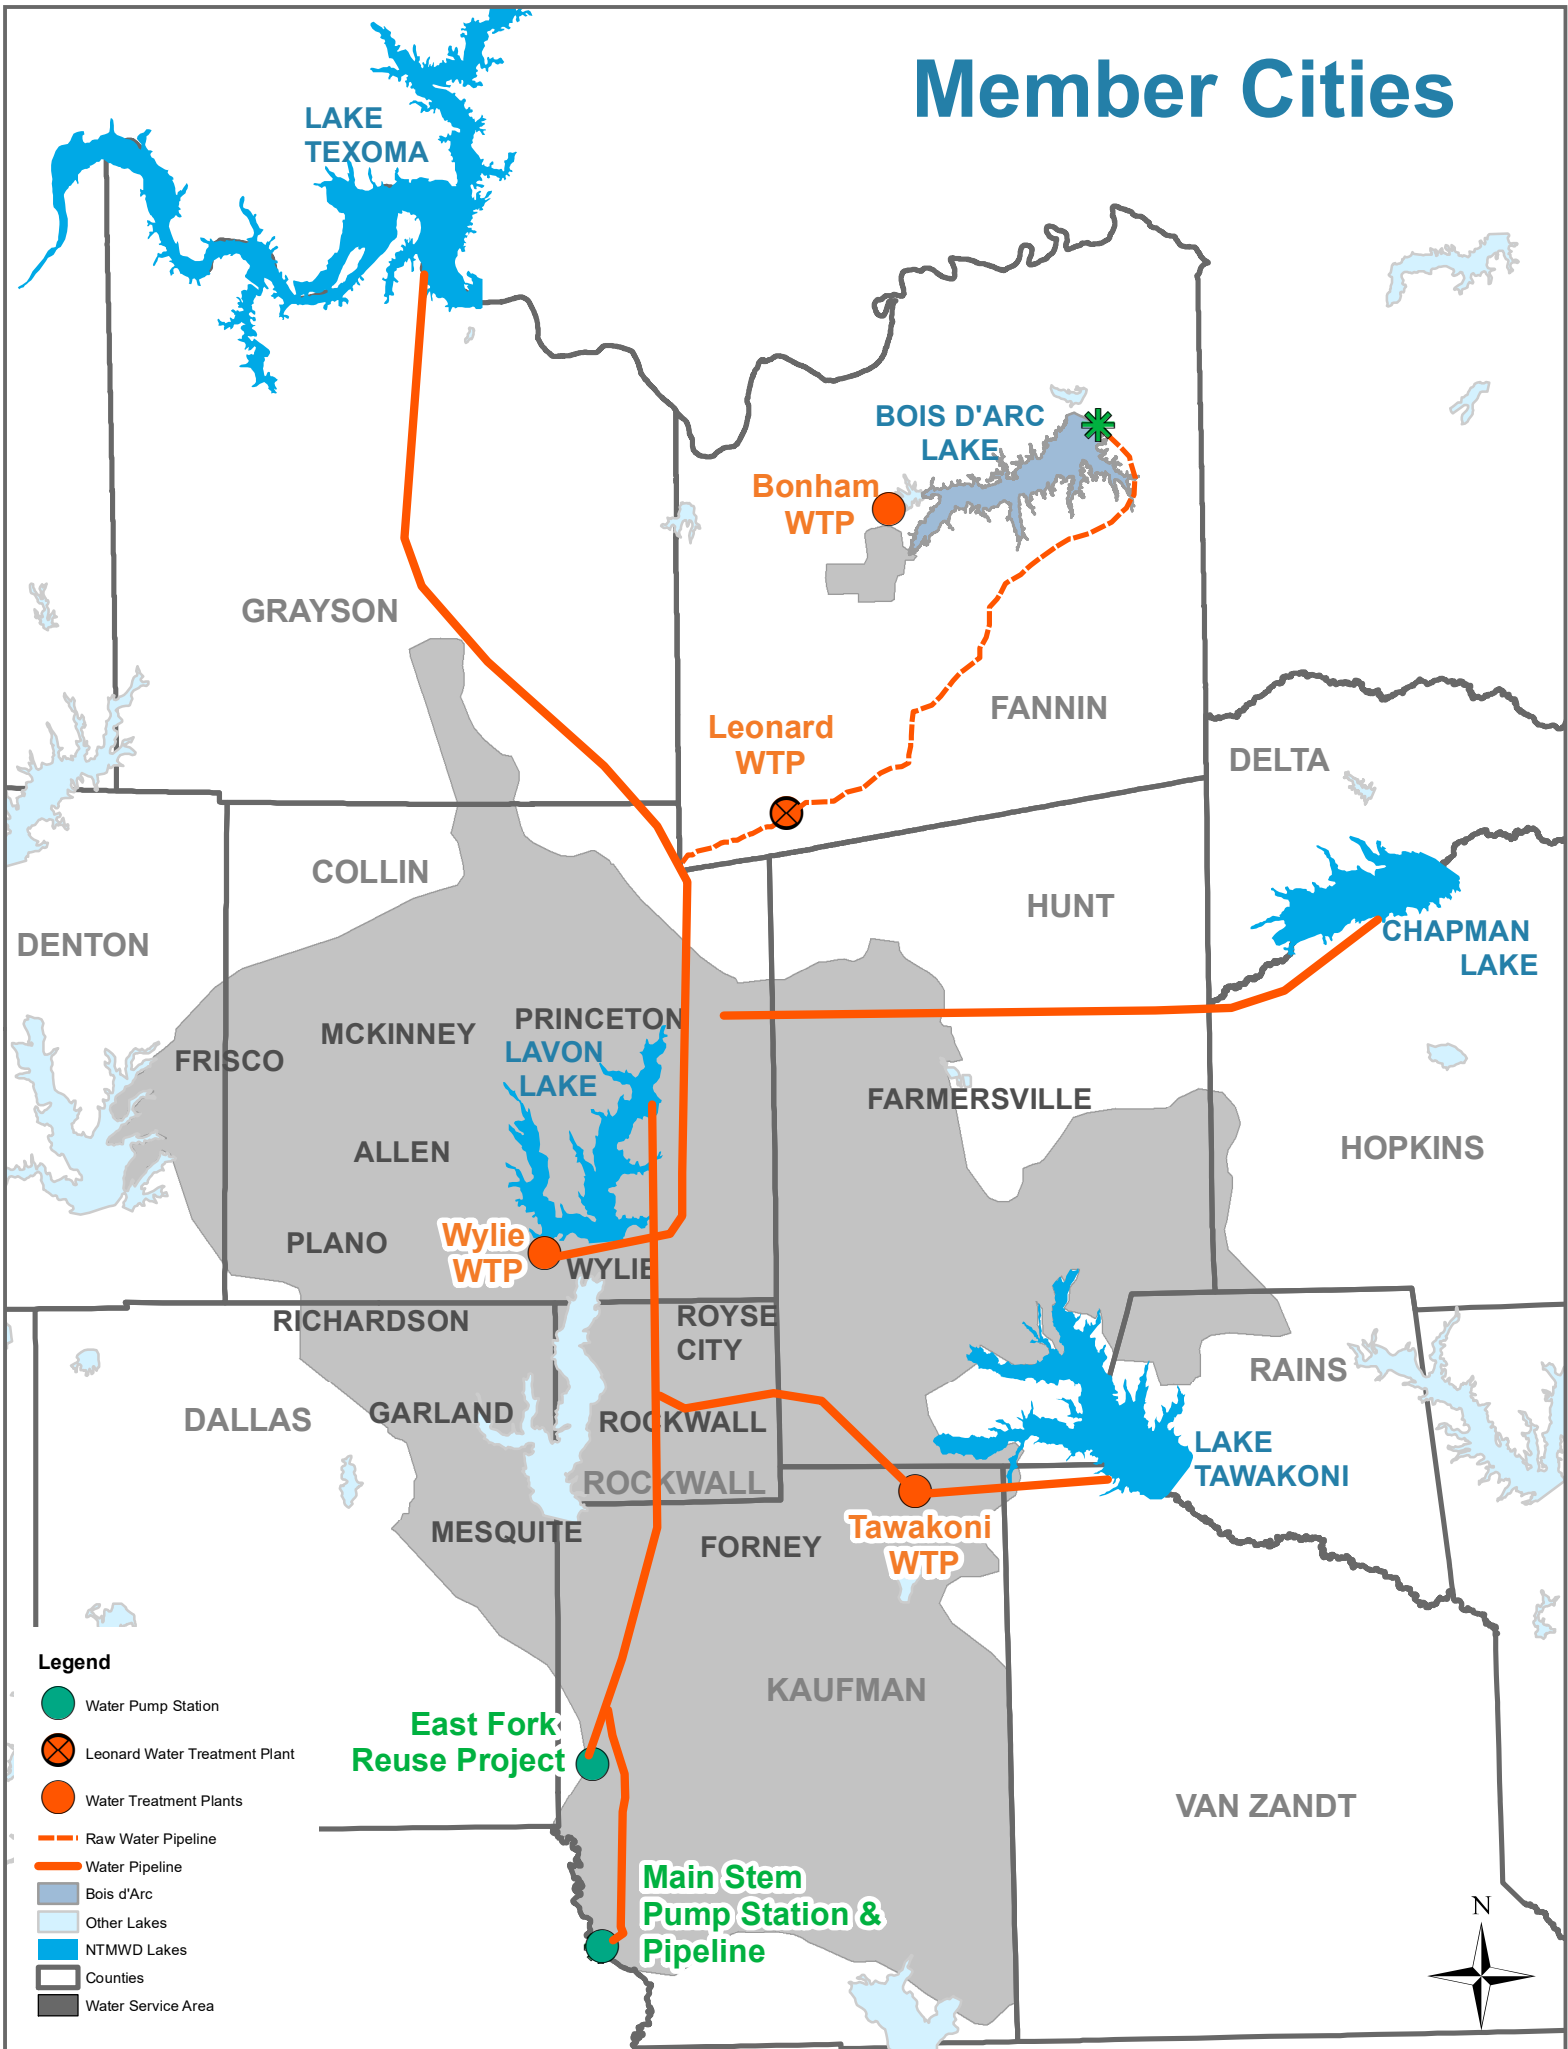 Member Cities
LAKE
TEXOMA
BOIS D'ARC
LAKE
Bonham
WTP
GRAYSON
FANNIN
Leonard
WTP
DELTA
COLLIN
HUNT
DENTON
CHAPMAN
LAKE
PRINCETON
MCKINNEY
LAVON
LAKE
FRISCO
FARMERSVILLE
ALLEN
HOPKINS
PLANO
Wylie
WTP
WYLIE
RICHARDSON
ROYSE
CITY
RAINS
DALLAS
GARLAND
ROCKWALL
LAKE
TAWAKONI
ROCKWALL
MESQUITE
FORNEY
Tawakoni
WTP
KAUFMAN
East Fork
Reuse Project
VAN ZANDT
Main Stem
Pump Station &
Pipeline
Legend
Water Pump Station
Leonard Water Treatment Plant
Water Treatment Plants
Raw Water Pipeline
Water Pipeline
Bois d'Arc
Other Lakes
NTMWD Lakes
Counties
Water Service Area
N